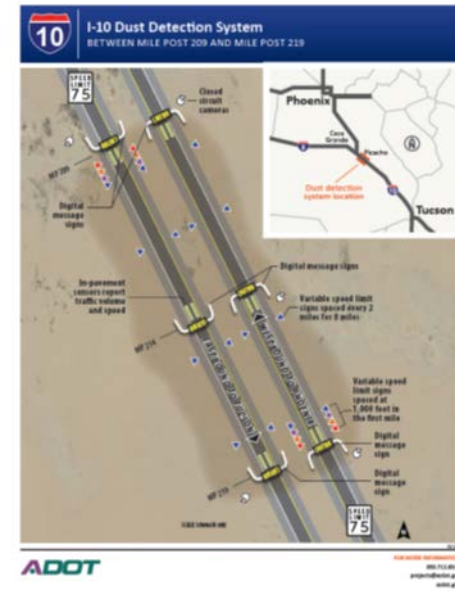 10
I-10 Dust Detection System
BETWEEN MILE POST 209 AND MILE POST 219
SPEED
LIMIT
75
Closed
circuit
cameras
MP 209
Digital
message
signs
Phoenix
Casa
Grande
Picacho
Dust detection
system location
Tucson
In-pavement
sensors report
traffic volume
and speed
Digital message signs
Variable speed limit
signs spaced every 2
miles for 8 miles
MP 214
Variable speed
limit signs
spaced at
1,000 feet in
the first mile
Digital
message
sign
Digital
message
sign
MP 219
SPEED
LIMIT
75
ADOT
FOR MORE INFORMATION